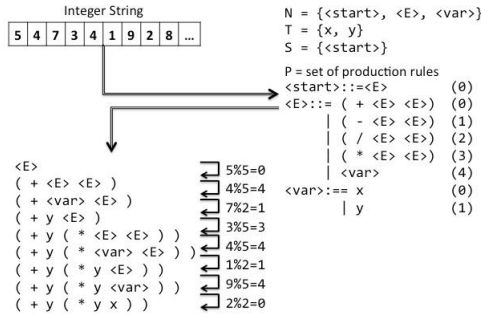 Integer String
5 4 7 3 4 1 9 2 8 ...
N = {<start>, <E>, <var>}
T = {x, y}
S = {<start>}
P = set of production rules
<start>::=<E> (0)
<E>::= ( + <E> <E>) (0)
| ( - <E> <E>) (1)
| ( / <E> <E>) (2)
| ( * <E> <E>) (3)
| <var> (4)
<var>:== x (0)
| y (1)
<E>
( + <E> <E> )
( + <var> <E> )
( + y <E> )
( + y ( * <E> <E> ) )
( + y ( * <var> <E> ) )
( + y ( * y <E> ) )
( + y ( * y <var> ) )
( + y ( * y x ) )
5%5=0
4%5=4
7%2=1
3%5=3
4%5=4
1%2=1
9%5=4
2%2=0